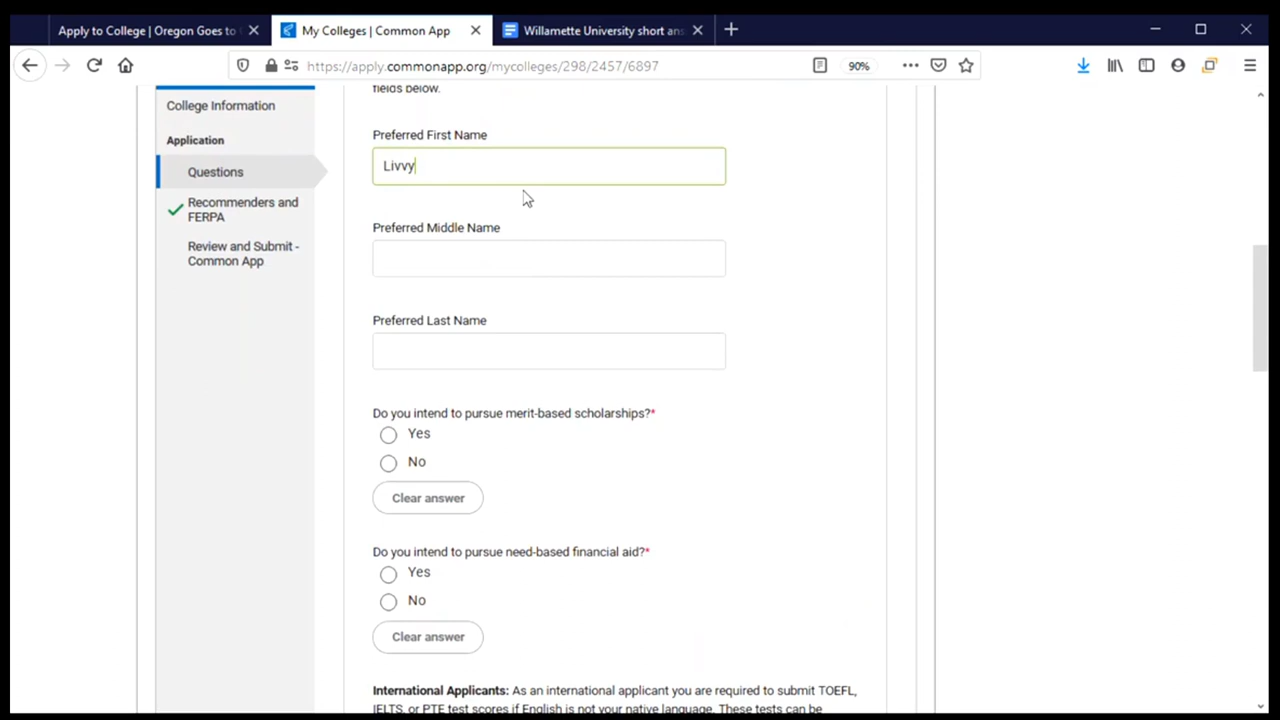 Apply to College | Oregon Goes to
My Colleges | Common App
Willamette University short ans
https://apply.commonapp.org/mycolleges/298/2457/6897
90%
fields below.
College Information
Application
Questions
Recommenders and
FERPA
Review and Submit -
Common App
Preferred First Name
Livvy
Preferred Middle Name
Preferred Last Name
Do you intend to pursue merit-based scholarships?*
Yes
No
Clear answer
Do you intend to pursue need-based financial aid?*
Yes
No
Clear answer
International Applicants: As an international applicant you are required to submit TOEFL,
IELTS, or PTE test scores if English is not your native language. These tests can be